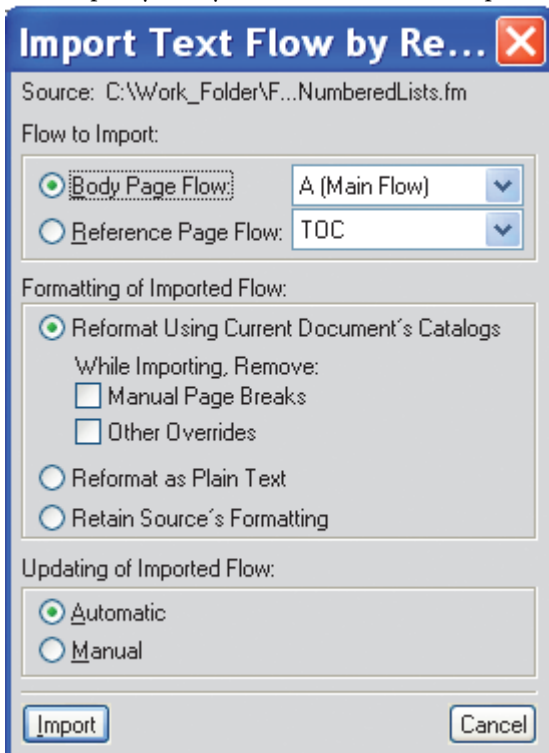 Import Text Flow by Re...
Source: C:\Work_Folder\F...NumberedLists.fm
Flow to Import:
Body Page Flow: A (Main Flow)
Reference Page Flow: TOC
Formatting of Imported Flow:
Reformat Using Current Document's Catalogs
While Importing, Remove:
Manual Page Breaks
Other Overrides
Reformat as Plain Text
Retain Source's Formatting
Updating of Imported Flow:
Automatic
Manual
Import Cancel